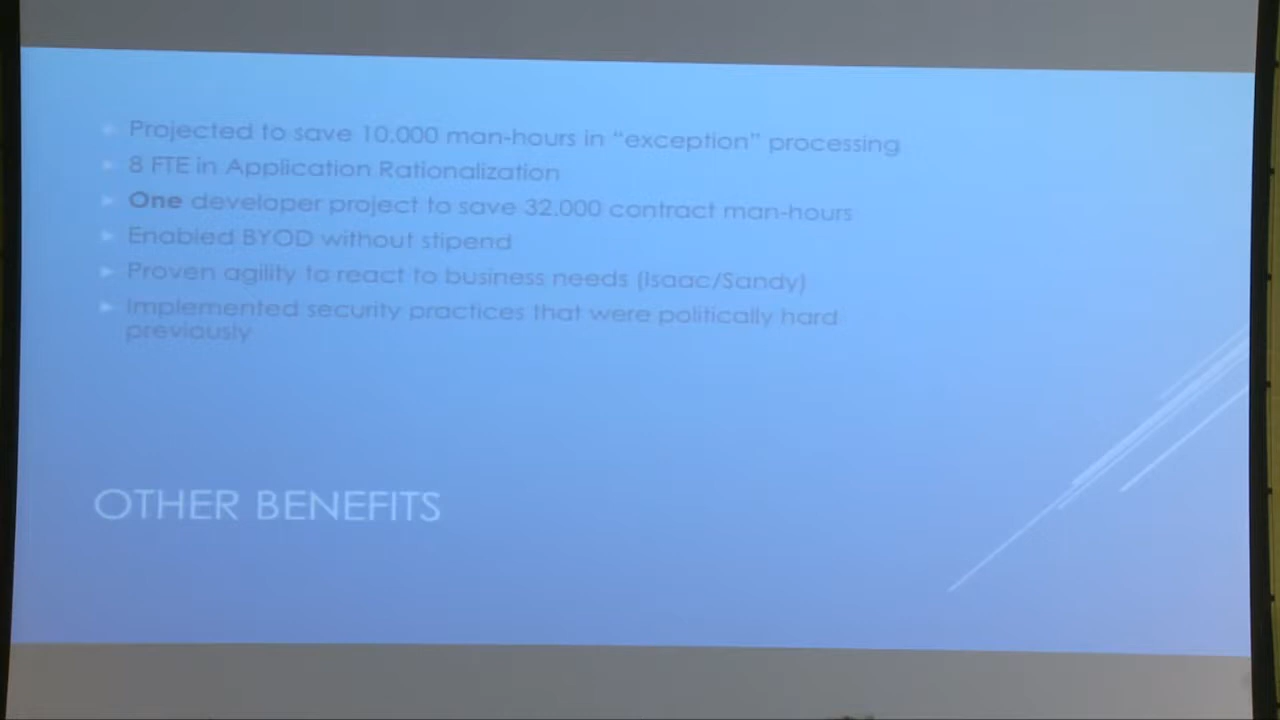 Projected to save 10,000 man-hours in “exception” processing
8 FTE in Application Rationalization
One developer project to save 32,000 contract man-hours
Enabled BYOD without stipend
Proven agility to react to business needs (Isaac/Sandy)
Implemented security practices that were politically hard
previously
OTHER BENEFITS